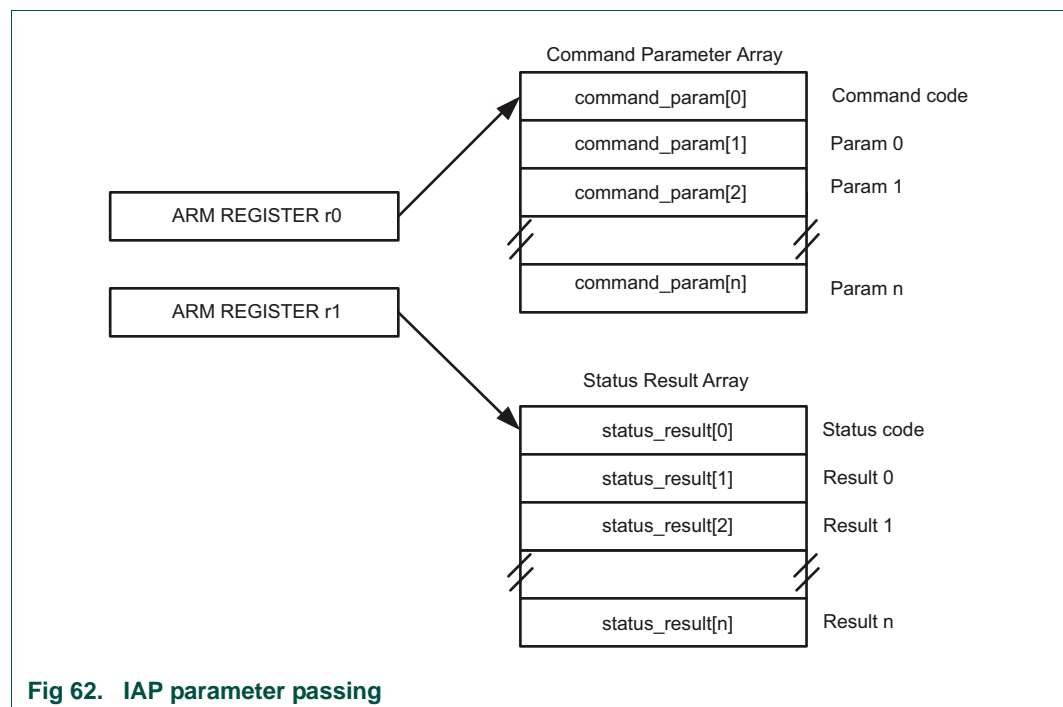 Command Parameter Array
command_param[0] Command code
command_param[1] Param 0
command_param[2] Param 1
command_param[n] Param n
ARM REGISTER r0
ARM REGISTER r1
Status Result Array
status_result[0] Status code
status_result[1] Result 0
status_result[2] Result 1
status_result[n] Result n
Fig 62. IAP parameter passing